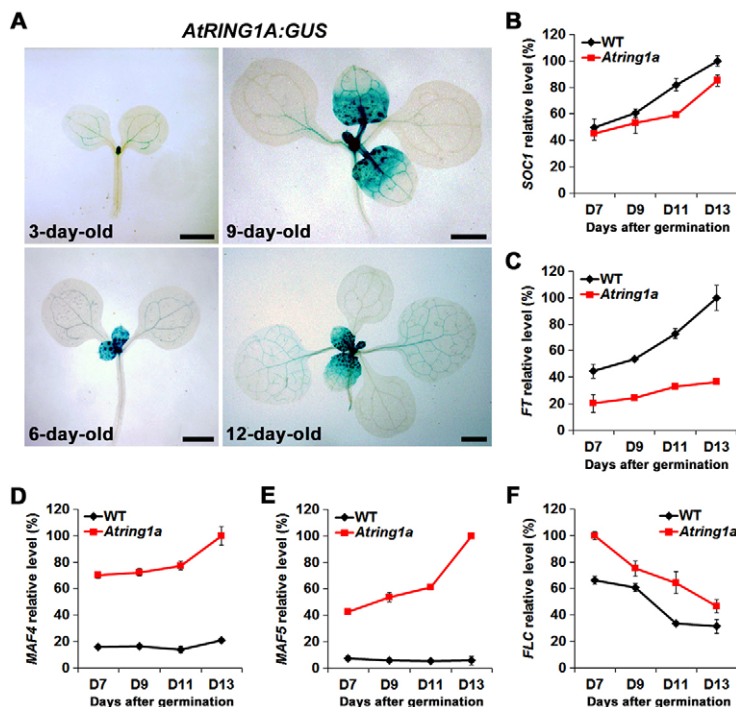 A
AtRING1A:GUS
3-day-old
9-day-old
6-day-old
12-day-old
B
WT
Atring1a
SOC1 relative level (%)
120
100
80
60
40
20
0
D7 D9 D11 D13
Days after germination
C
WT
Atring1a
FT relative level (%)
120
100
80
60
40
20
0
D7 D9 D11 D13
Days after germination
D
WT
Atring1a
MAF4 relative level (%)
120
100
80
60
40
20
0
D7 D9 D11 D13
Days after germination
E
WT
Atring1a
MAF5 relative level (%)
120
100
80
60
40
20
0
D7 D9 D11 D13
Days after germination
F
WT
Atring1a
FLC relative level (%)
120
100
80
60
40
20
0
D7 D9 D11 D13
Days after germination